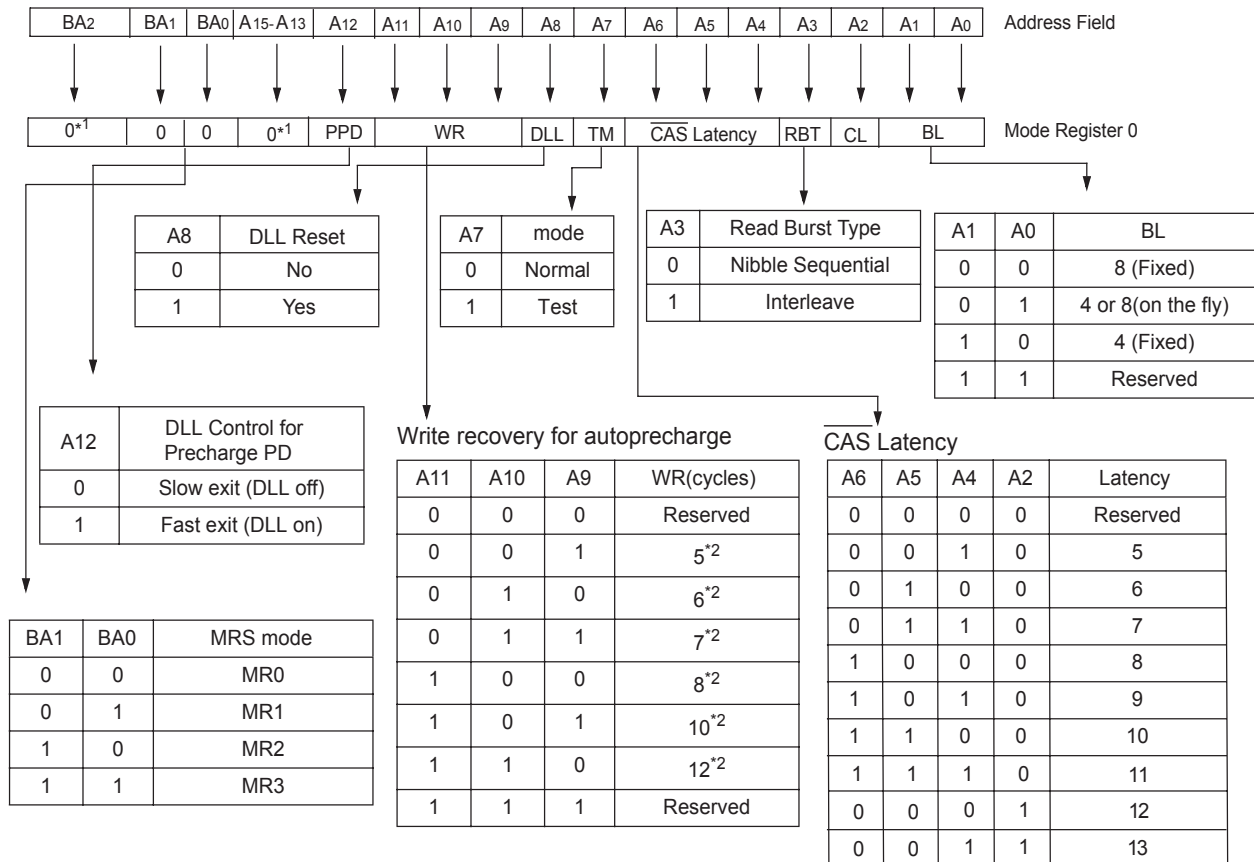 BA2 BA1 BA0 A15-A13 A12 A11 A10 A9 A8 A7 A6 A5 A4 A3 A2 A1 A0 Address Field
0*1 0 0 0*1 PPD WR DLL TM CAS Latency RBT CL BL Mode Register 0
A8 DLL Reset
0 No
1 Yes
A7 mode
0 Normal
1 Test
A3 Read Burst Type
0 Nibble Sequential
1 Interleave
A1 A0 BL
0 0 8 (Fixed)
0 1 4 or 8(on the fly)
1 0 4 (Fixed)
1 1 Reserved
A12 DLL Control for
Precharge PD
0 Slow exit (DLL off)
1 Fast exit (DLL on)
BA1 BA0 MRS mode
0 0 MR0
0 1 MR1
1 0 MR2
1 1 MR3
Write recovery for autoprecharge
A11 A10 A9 WR(cycles)
0 0 0 Reserved
0 0 1 5*2
0 1 0 6*2
0 1 1 7*2
1 0 0 8*2
1 0 1 10*2
1 1 0 12*2
1 1 1 Reserved
CAS Latency
A6 A5 A4 A2 Latency
0 0 0 0 Reserved
0 0 1 0 5
0 1 0 0 6
0 1 1 0 7
1 0 0 0 8
1 0 1 0 9
1 1 0 0 10
1 1 1 0 11
0 0 0 1 12
0 0 1 1 13